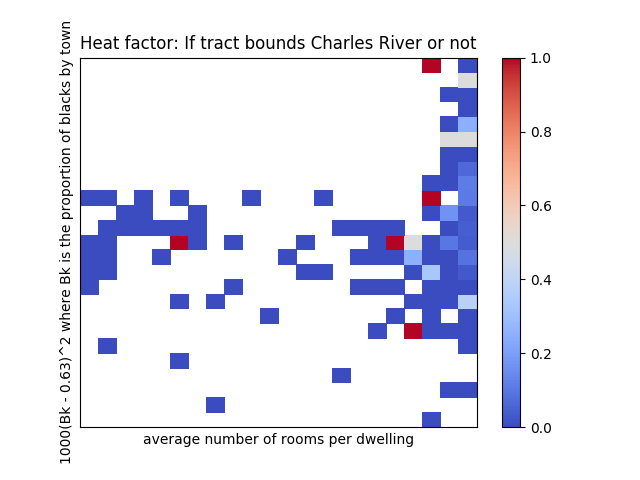 Heat factor: If tract bounds Charles River or not
1000(Bk - 0.63)^2 where Bk is the proportion of blacks by town
average number of rooms per dwelling
1.0
0.8
0.6
0.4
0.2
0.0